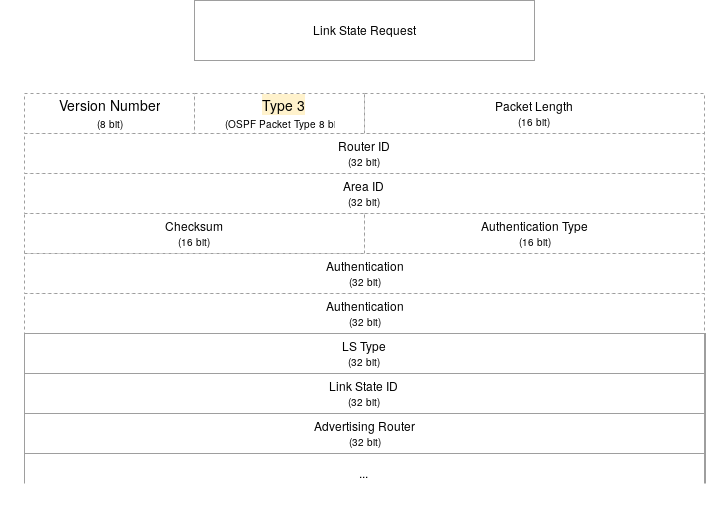 Link State Request
Version Number
(8 bit)
Type 3
(OSPF Packet Type 8 bi
Packet Length
(16 bit)
Router ID
(32 bit)
Area ID
(32 bit)
Checksum
(16 bit)
Authentication Type
(16 bit)
Authentication
(32 bit)
Authentication
(32 bit)
LS Type
(32 bit)
Link State ID
(32 bit)
Advertising Router
(32 bit)
...